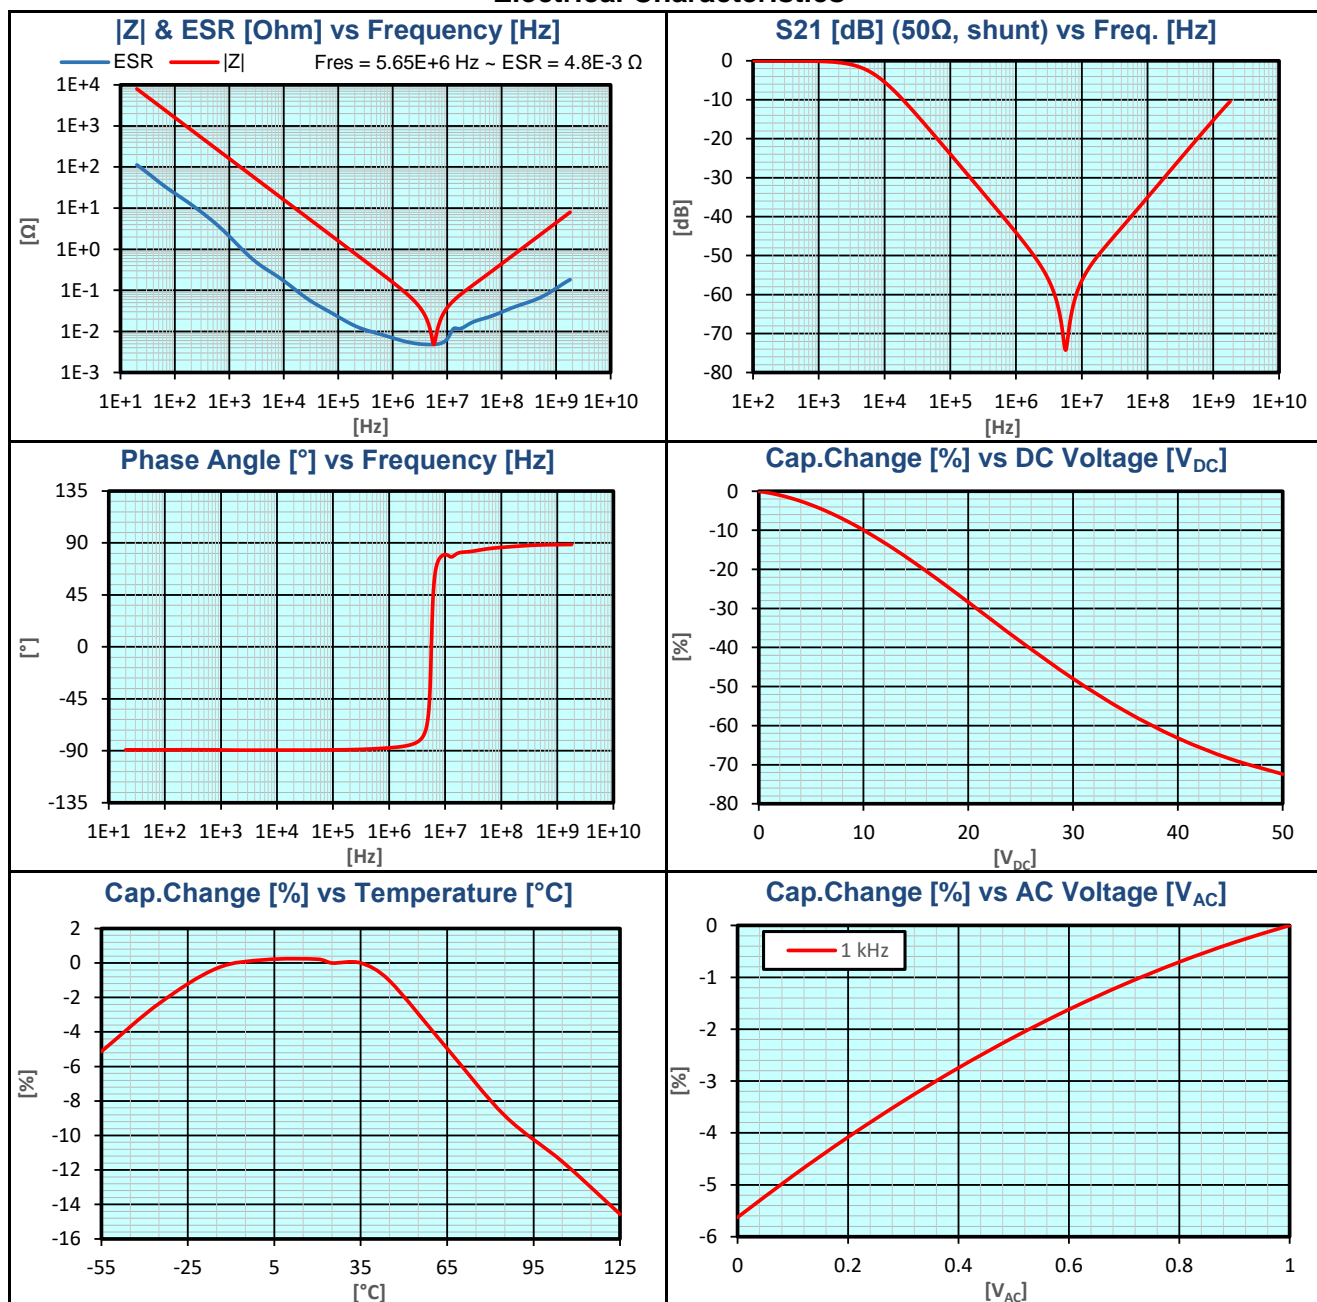 Electrical Characteristics
|Z| & ESR [Ohm] vs Frequency [Hz]
ESR |Z| Fres = 5.65E+6 Hz ~ ESR = 4.8E-3 Ω
1E+4
1E+3
1E+2
1E+1
1E+0
1E-1
1E-2
1E-3
[Ω]
1E+1 1E+2 1E+3 1E+4 1E+5 1E+6 1E+7 1E+8 1E+9 1E+10
[Hz]
S21 [dB] (50Ω, shunt) vs Freq. [Hz]
0
-10
-20
-30
-40
-50
-60
-70
-80
[dB]
1E+2 1E+3 1E+4 1E+5 1E+6 1E+7 1E+8 1E+9 1E+10
[Hz]
Phase Angle [°] vs Frequency [Hz]
135
90
45
0
-45
-90
-135
[°]
1E+1 1E+2 1E+3 1E+4 1E+5 1E+6 1E+7 1E+8 1E+9 1E+10
[Hz]
Cap.Change [%] vs DC Voltage [VDC]
0
-10
-20
-30
-40
-50
-60
-70
-80
[%]
0 10 20 30 40 50
[VDC]
Cap.Change [%] vs Temperature [°C]
2
0
-2
-4
-6
-8
-10
-12
-14
-16
[%]
-55 -25 5 35 65 95 125
[°C]
Cap.Change [%] vs AC Voltage [VAC]
1 kHz
0
-1
-2
-3
-4
-5
-6
[%]
0 0.2 0.4 0.6 0.8 1
[VAC]